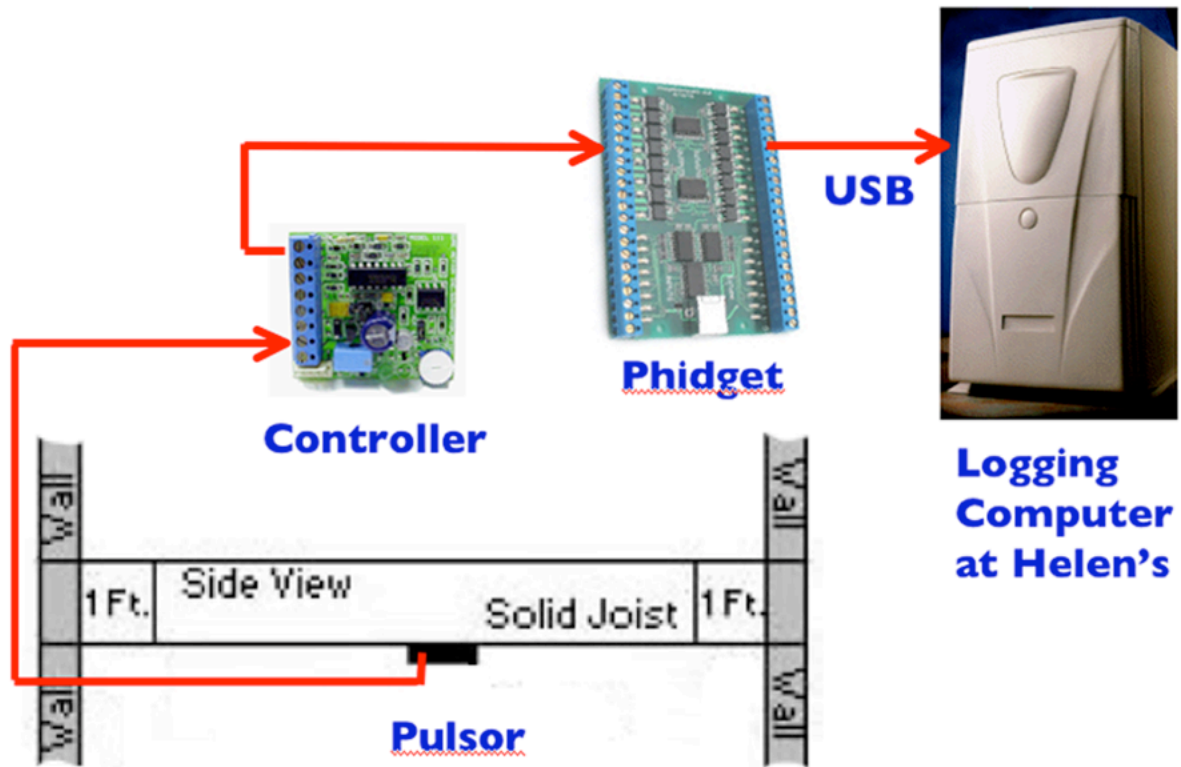 USB
Phidget
Controller
Logging
Computer
at Helen's
Wall
Wall
1 Ft.
Side View
Solid Joist
1 Ft.
Wall
Wall
Pulsor